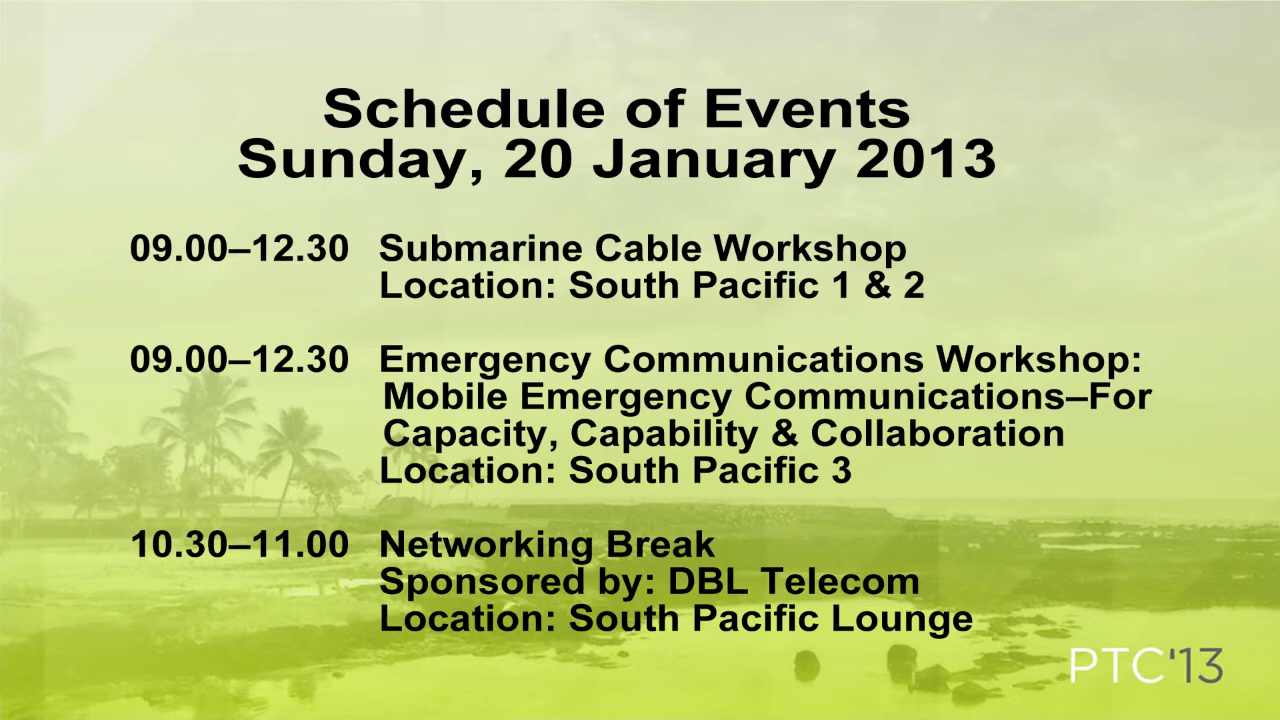 Schedule of Events
Sunday, 20 January 2013
09.00–12.30 Submarine Cable Workshop
Location: South Pacific 1 & 2
09.00–12.30 Emergency Communications Workshop:
Mobile Emergency Communications–For
Capacity, Capability & Collaboration
Location: South Pacific 3
10.30–11.00 Networking Break
Sponsored by: DBL Telecom
Location: South Pacific Lounge
PTC'13